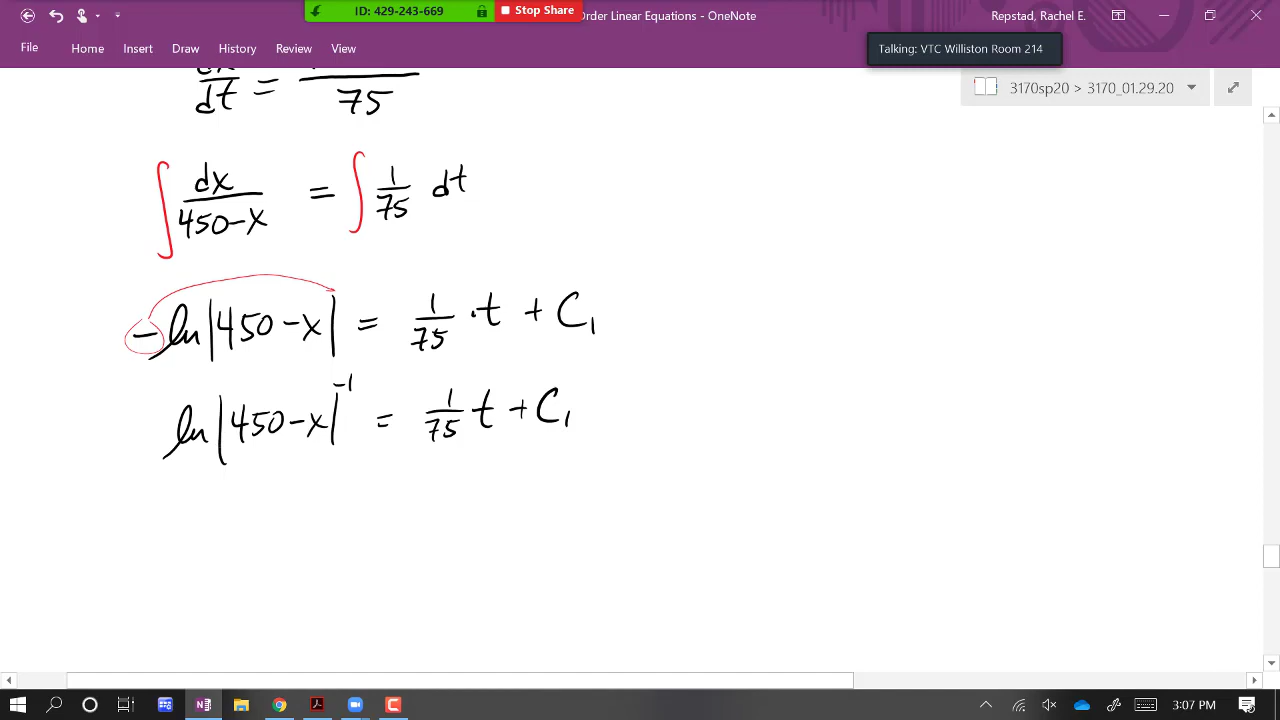 ID: 429-243-669 Stop Share
Order Linear Equations - OneNote
Repstad, Rachel E.
File Home Insert Draw History Review View
Talking: VTC Williston Room 214
3170sp20 > 3170_01.29.20
dt = 75
∫ dx/(450-x) = ∫ 1/75 dt
-ln|450-x| = 1/75 · t + C₁
ln|450-x|⁻¹ = 1/75 t + C₁
3:07 PM